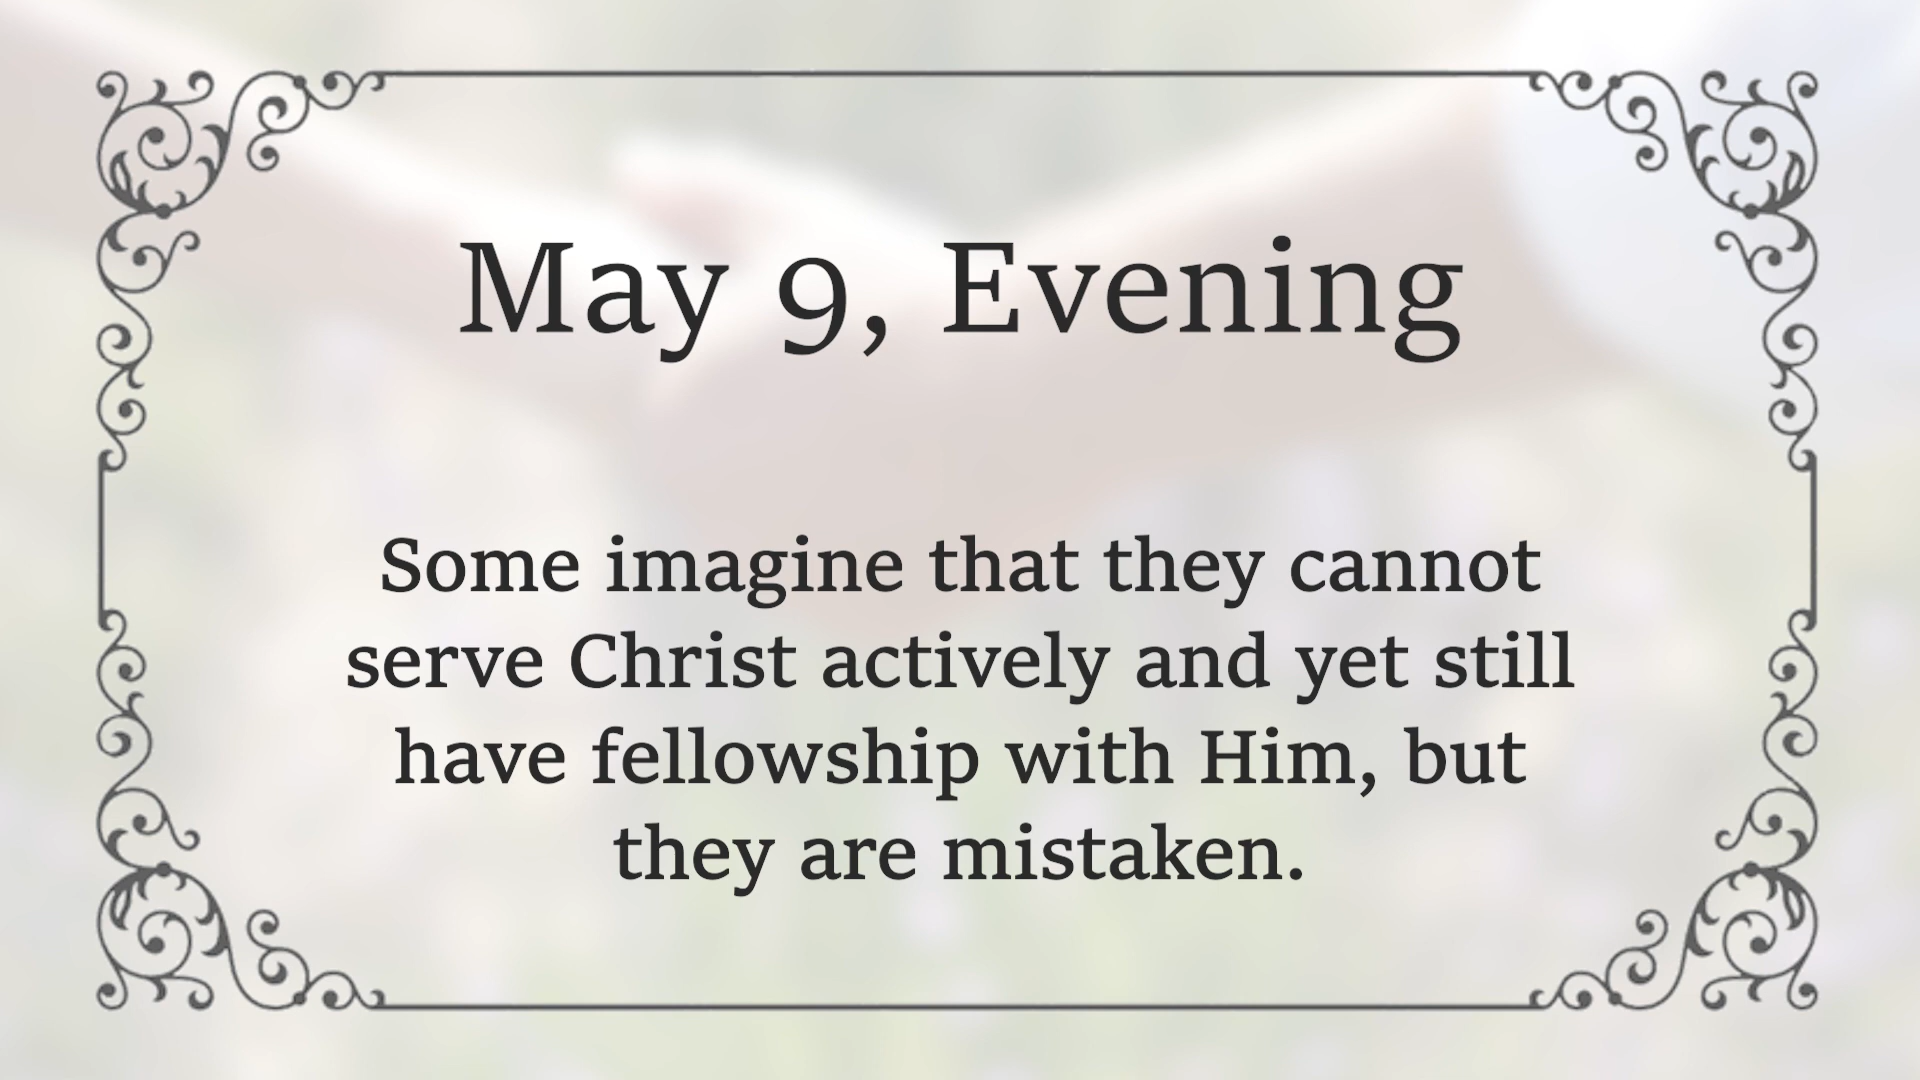 May 9, Evening
Some imagine that they cannot
serve Christ actively and yet still
have fellowship with Him, but
they are mistaken.